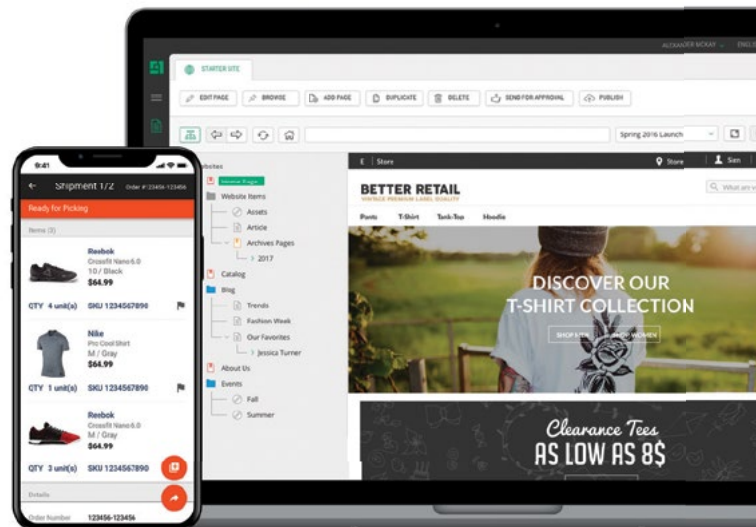 ALEXANDER MCKAY
STARTER SITE
EDIT PAGE
BROWSE
ADD PAGE
DUPLICATE
DELETE
SEND FOR APPROVAL
PUBLISH
Spring 2016 Launch
Website Items
Assets
Article
Archives Pages
2017
Catalog
Blog
Trends
Fashion Week
Our Favorites
Jessica Turner
About Us
Events
Fall
Summer
E | Store
Store
BETTER RETAIL
VINTAGE PREMIUM LABEL QUALITY
Pants T-Shirt Tank-Top Hoodie
DISCOVER OUR
T-SHIRT COLLECTION
SHOP MEN
WOMEN
Clearance Tees
AS LOW AS 8$
9:41
Shipment 1/2 Order #:123456-123456
Ready for Picking
Items (3)
Reebok
Crossfit Nano 6.0
10 / Black
$64.99
QTY 4 unit(s) SKU 1234567890
Nike
Pro Cool Shirt
M / Gray
$64.99
QTY 1 unit(s) SKU 1234567890
Reebok
Crossfit Nano 6.0
M / Gray
$64.99
QTY 3 unit(s) SKU 1234567890
Details
Order Number 123456-123456